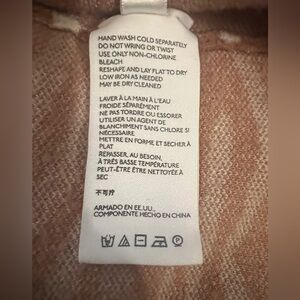 HAND WASH COLD SEPARATELY
DO NOT WRING OR TWIST
USE ONLY NON-CHLORINE
BLEACH
RESHAPE AND LAY FLAT TO DRY
LOW IRON AS NEEDED
MAY BE DRY CLEANED
LAVER À LA MAIN À L'EAU
FROIDE SÉPARÉMENT
NE PAS TORDRE OU ESSORER
UTILISER UN AGENT DE
BLANCHIMENT SANS CHLORE SI
NÉCESSAIRE
METTRE EN FORME ET SÉCHER À
PLAT
REPASSER, AU BESOIN,
À TRÈS BASSE TEMPÉRATURE
PEUT-ÊTRE ÊTRE NETTOYÉE À
SEC
ARMADO EN EE.UU.,
COMPONENTE HECHO EN CHINA